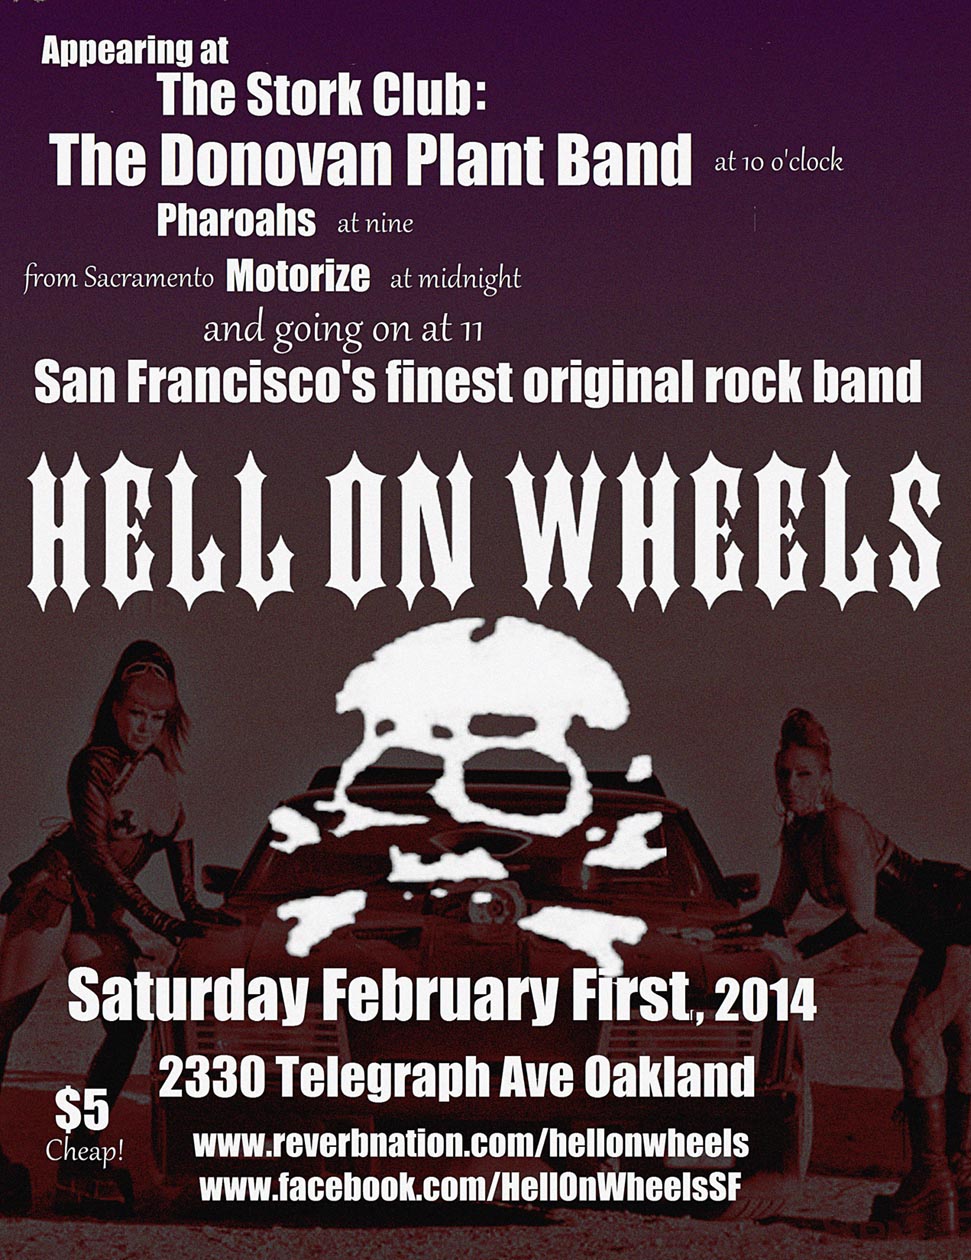 Appearing at
The Stork Club:
The Donovan Plant Band at 10 o'clock
Pharoahs at nine
from Sacramento Motorize at midnight
and going on at 11
San Francisco's finest original rock band
HELL ON WHEELS
Saturday February First, 2014
2330 Telegraph Ave Oakland
$5
Cheap!
www.reverbnation.com/hellonwheels
www.facebook.com/HellOnWheelsSF